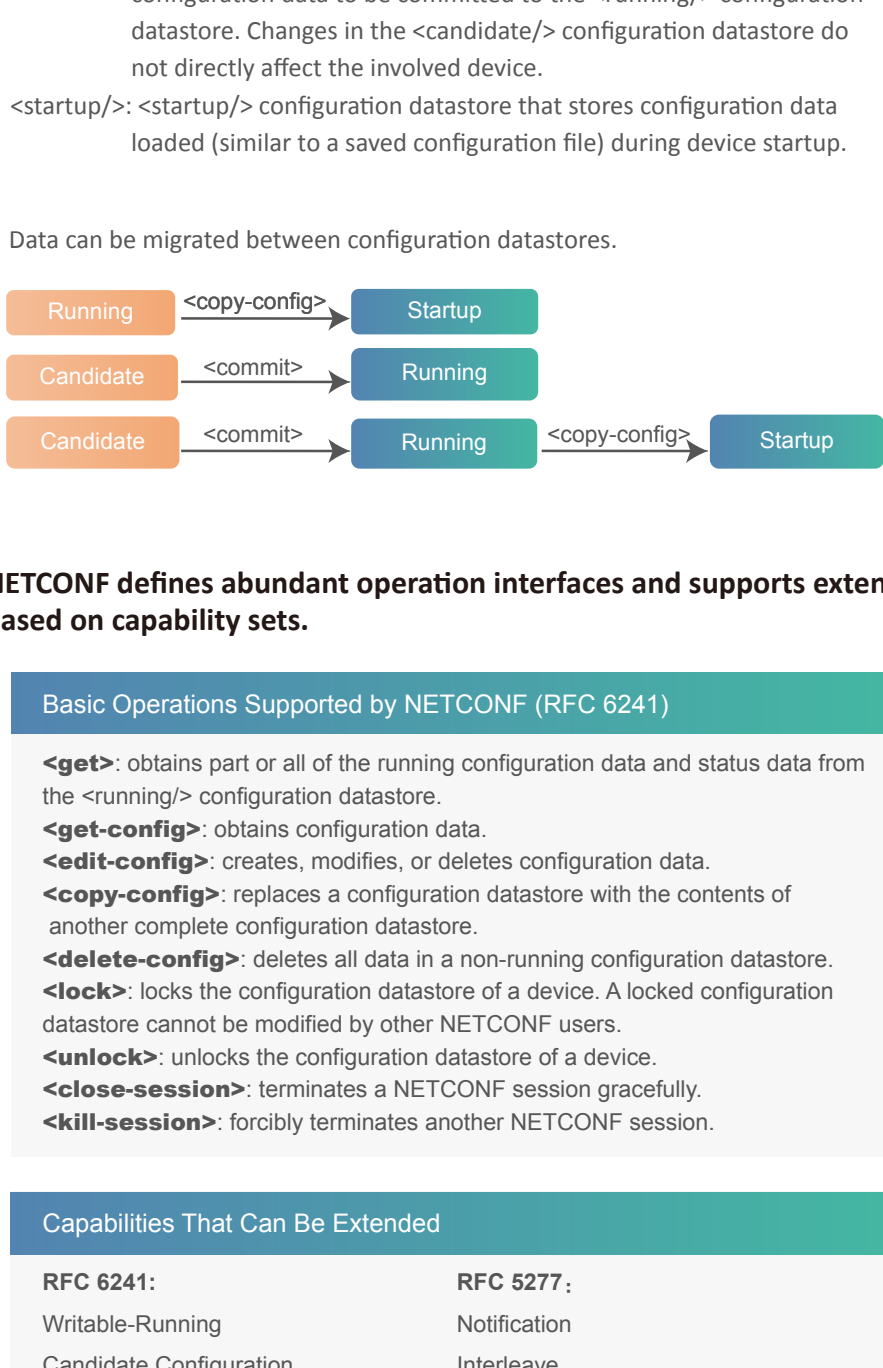 configuration data to be committed to the <running/> configuration
datastore. Changes in the <candidate/> configuration datastore do
not directly affect the involved device.
<startup/>: <startup/> configuration datastore that stores configuration data
loaded (similar to a saved configuration file) during device startup.
Data can be migrated between configuration datastores.
Running <copy-config> Startup
Candidate <commit> Running
Candidate <commit> Running <copy-config> Startup
NETCONF defines abundant operation interfaces and supports
based on capability sets.
Basic Operations Supported by NETCONF (RFC 6241)
<get>: obtains part or all of the running configuration data and status data from
the <running/> configuration datastore.
<get-config>: obtains configuration data.
<edit-config>: creates, modifies, or deletes configuration data.
<copy-config>: replaces a configuration datastore with the contents of
another complete configuration datastore.
<delete-config>: deletes all data in a non-running configuration datastore.
<lock>: locks the configuration datastore of a device. A locked configuration
datastore cannot be modified by other NETCONF users.
<unlock>: unlocks the configuration datastore of a device.
<close-session>: terminates a NETCONF session gracefully.
<kill-session>: forcibly terminates another NETCONF session.
Capabilities That Can Be Extended
RFC 6241: RFC 5277：
Writable-Running Notification
Candidate Configuration Interleave